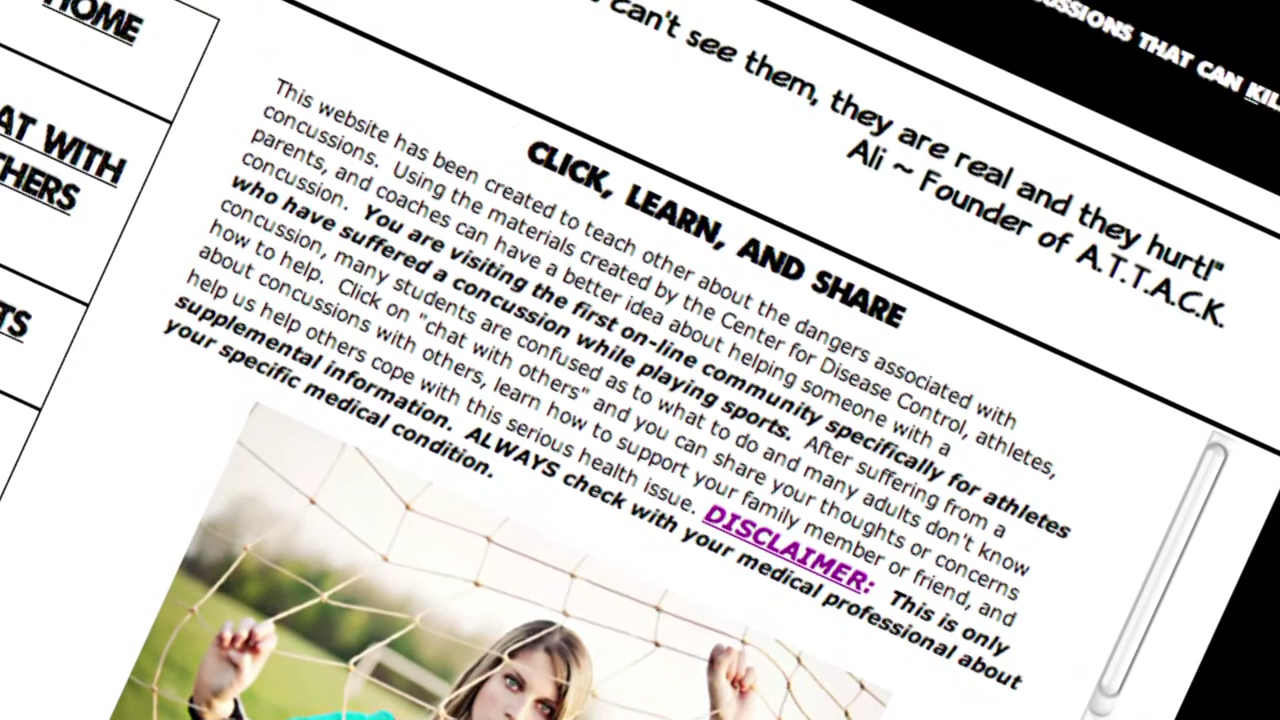 CUSSIONS THAT CAN KIL
can't see them, they are real and they hurt!"
Ali ~ Founder of A.T.T.A.C.K.
HOME
AT WITH
THERS
TS
CLICK, LEARN, AND SHARE
This website has been created to teach other about the dangers associated with
concussions. Using the materials created by the Center for Disease Control, athletes,
parents, and coaches can have a better idea about helping someone with a
concussion. You are visiting the first on-line community specifically for athletes
who have suffered a concussion while playing sports. After suffering from a
concussion, many students are confused as to what to do and many adults don't know
how to help. Click on "chat with others" and you can share your thoughts or concerns
about concussions with others, learn how to support your family member or friend, and
help us help others cope with this serious health issue. DISCLAIMER: This is only
supplemental information. ALWAYS check with your medical professional about
your specific medical condition.